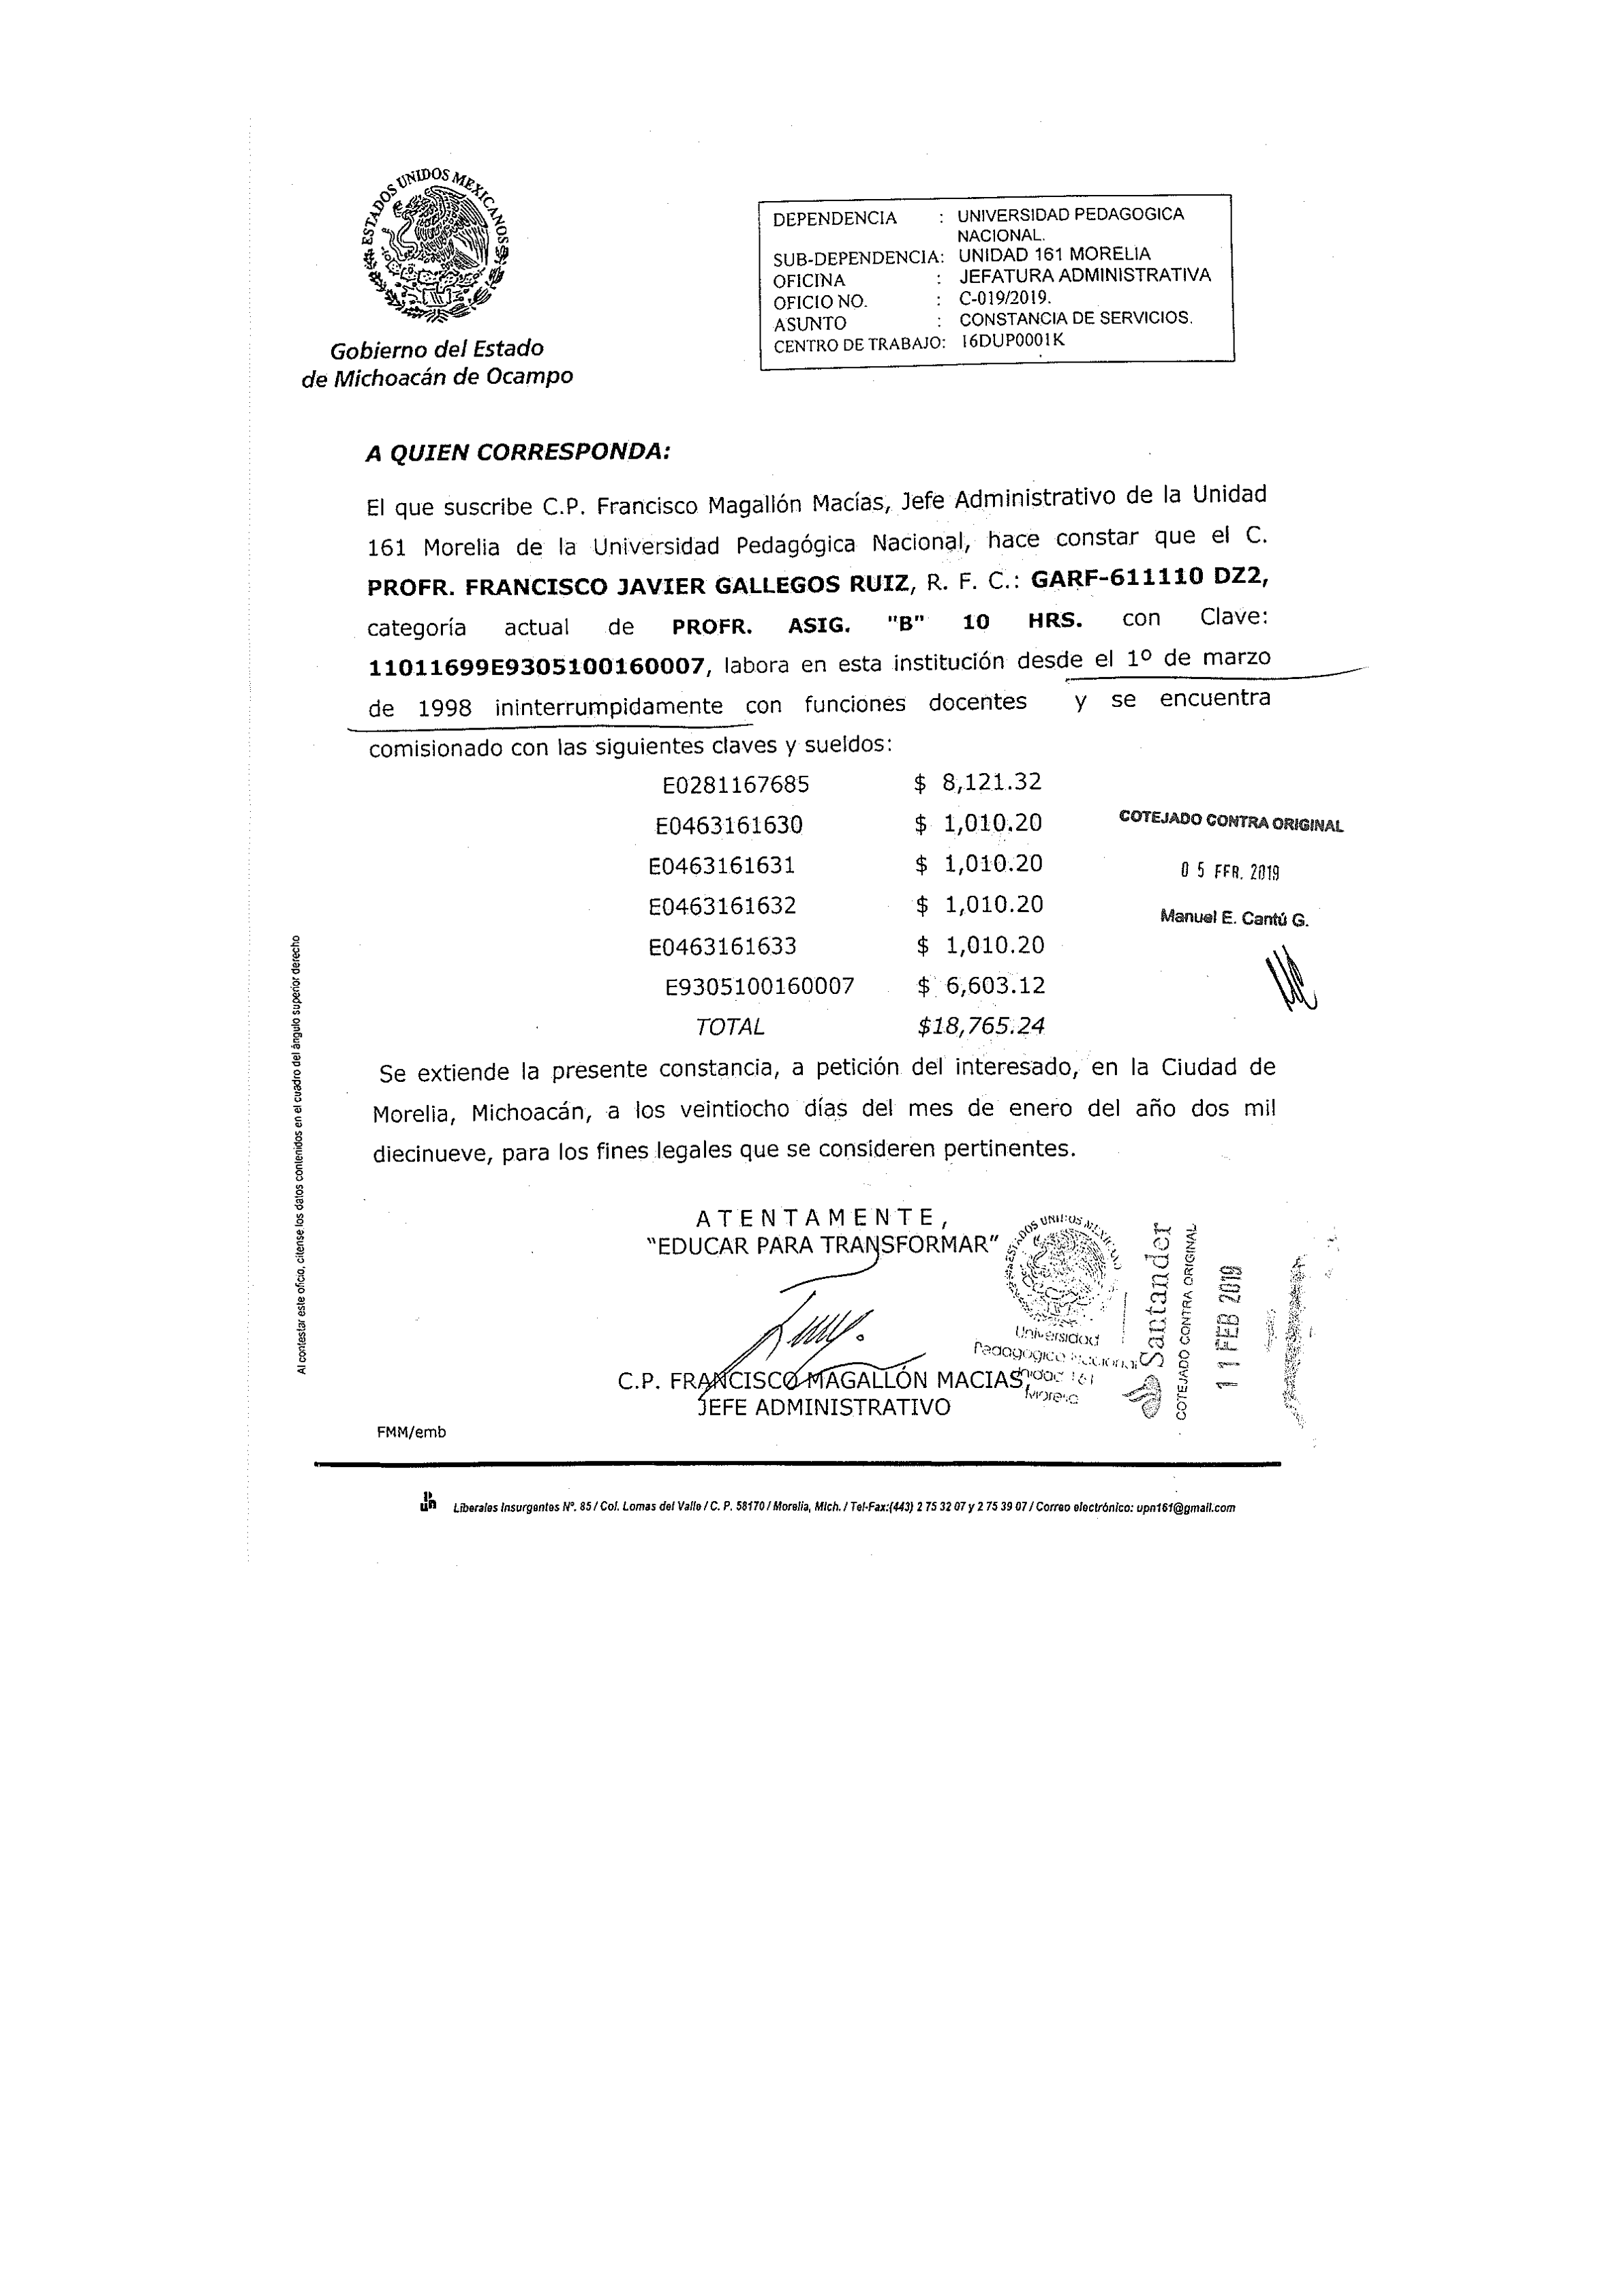 ESTADOS UNIDOS MEXICANOS
Gobierno del Estado
de Michoacán de Ocampo
DEPENDENCIA : UNIVERSIDAD PEDAGOGICA
NACIONAL.
SUB-DEPENDENCIA: UNIDAD 161 MORELIA
OFICINA : JEFATURA ADMINISTRATIVA
OFICIO NO. : C-019/2019.
ASUNTO : CONSTANCIA DE SERVICIOS.
CENTRO DE TRABAJO: 16DUP0001K
A QUIEN CORRESPONDA:
El que suscribe C.P. Francisco Magallón Macías, Jefe Administrativo de la Unidad
161 Morelia de la Universidad Pedagógica Nacional, hace constar que el C.
PROFR. FRANCISCO JAVIER GALLEGOS RUIZ, R. F. C.: GARF-611110 DZ2,
categoría actual de PROFR. ASIG. "B" 10 HRS. con Clave:
11011699E9305100160007, labora en esta institución desde el 1º de marzo
de 1998 ininterrumpidamente con funciones docentes y se encuentra
comisionado con las siguientes claves y sueldos:
E0281167685 $ 8,121.32
E0463161630 $ 1,010.20
E0463161631 $ 1,010.20
E0463161632 $ 1,010.20
E0463161633 $ 1,010.20
E9305100160007 $ 6,603.12
TOTAL $18,765.24
COTEJADO CONTRA ORIGINAL
05 FFR. 2019
Manuel E. Cantú G.
Se extiende la presente constancia, a petición del interesado, en la Ciudad de
Morelia, Michoacán, a los veintiocho días del mes de enero del año dos mil
diecinueve, para los fines legales que se consideren pertinentes.
Al contestar este oficio, cítense los datos contenidos en el cuadro del ángulo superior derecho
ATENTAMENTE,
"EDUCAR PARA TRANSFORMAR"
C.P. FRANCISCO MAGALLÓN MACIAS,
JEFE ADMINISTRATIVO
ESTADOS UNIDOS
Universidad
Santander
COTEJADO CONTRA ORIGINAL
11 FEB 2019
FMM/emb
Liberales Insurgentes Nº. 85 / Col. Lomas del Valle / C. P. 58170 / Morelia, Mich. / Tel-Fax:(443) 2 75 32 07 y 2 75 39 07 / Correo electrónico: upn161@gmail.com